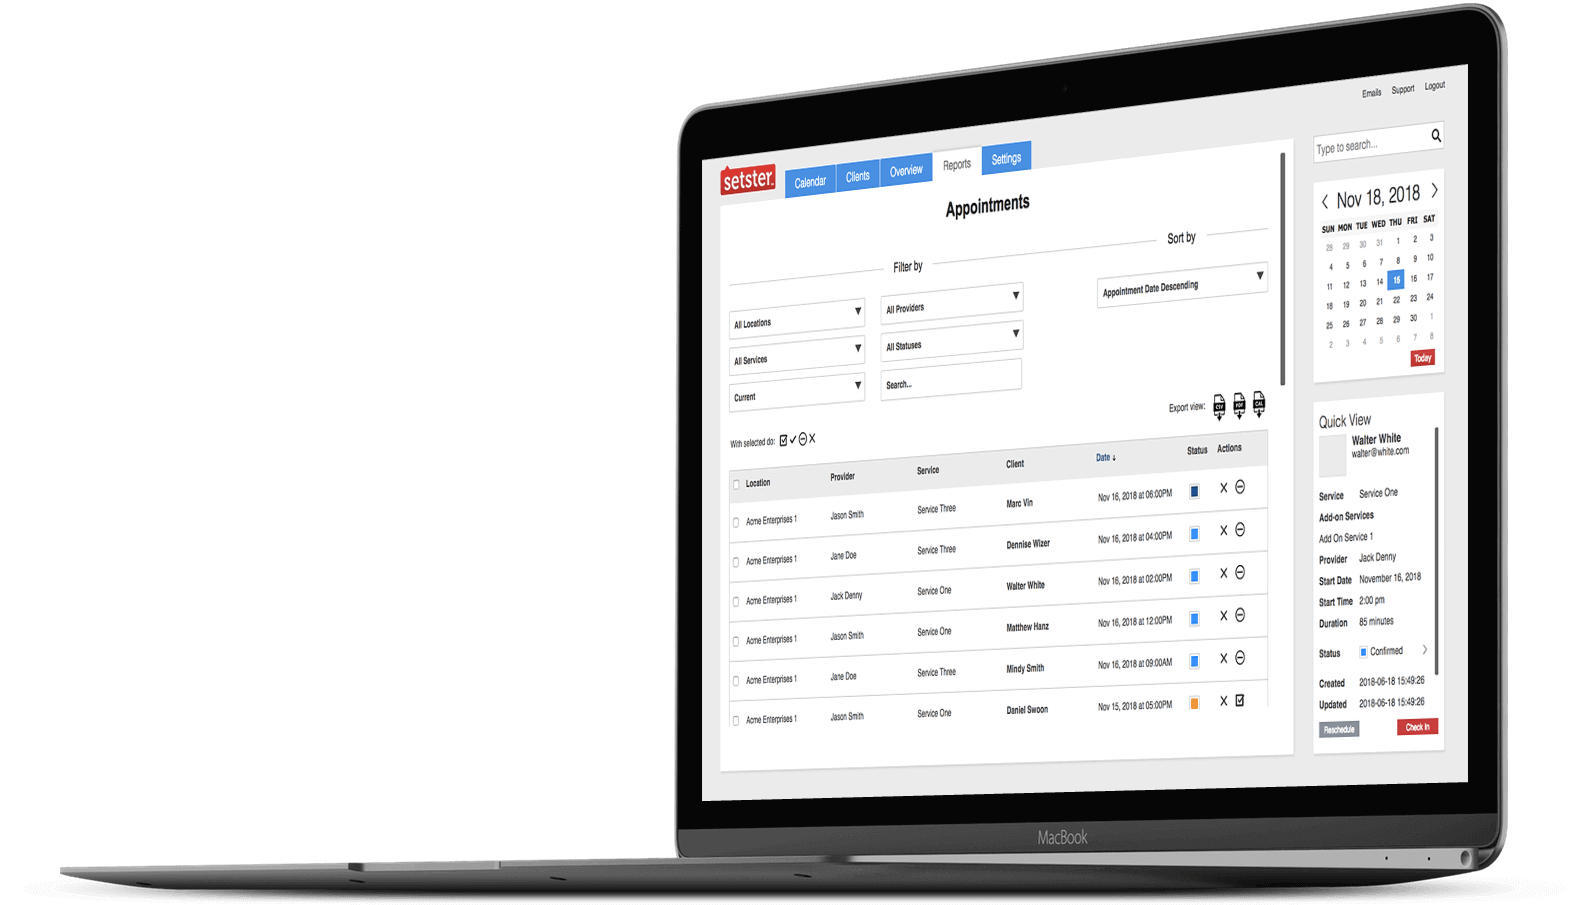 Emails Support Logout
setster
Calendar Clients Overview Reports Settings
Type to search...
Appointments
Filter by
Sort by
All Locations
All Providers
Appointment Date Descending
All Services
All Statuses
Current
Search...
Export view: CSV PDF CAL
With selected do:
Location Provider Service Client Date Status Actions
Acme Enterprises 1 Jason Smith Service Three Marc Vin Nov 16, 2018 at 06:00PM
Acme Enterprises 1 Jane Doe Service Three Dennise Wizer Nov 16, 2018 at 04:00PM
Acme Enterprises 1 Jack Denny Service One Walter White Nov 16, 2018 at 02:00PM
Acme Enterprises 1 Jason Smith Service One Matthew Hanz Nov 16, 2018 at 12:00PM
Acme Enterprises 1 Jane Doe Service Three Mindy Smith Nov 16, 2018 at 09:00AM
Acme Enterprises 1 Jason Smith Service One Daniel Swoon Nov 15, 2018 at 05:00PM
Nov 18, 2018
SUN MON TUE WED THU FRI SAT
28 29 30 31 1 2 3
4 5 6 7 8 9 10
11 12 13 14 15 16 17
18 19 20 21 22 23 24
25 26 27 28 29 30 1
2 3 4 5 6 7 8
Today
Quick View
Walter White
walter@white.com
Service Service One
Add-on Services
Add On Service 1
Provider Jack Denny
Start Date November 16, 2018
Start Time 2:00 pm
Duration 85 minutes
Status Confirmed
Created 2018-06-18 15:49:26
Updated 2018-06-18 15:49:26
Reschedule Check In
MacBook